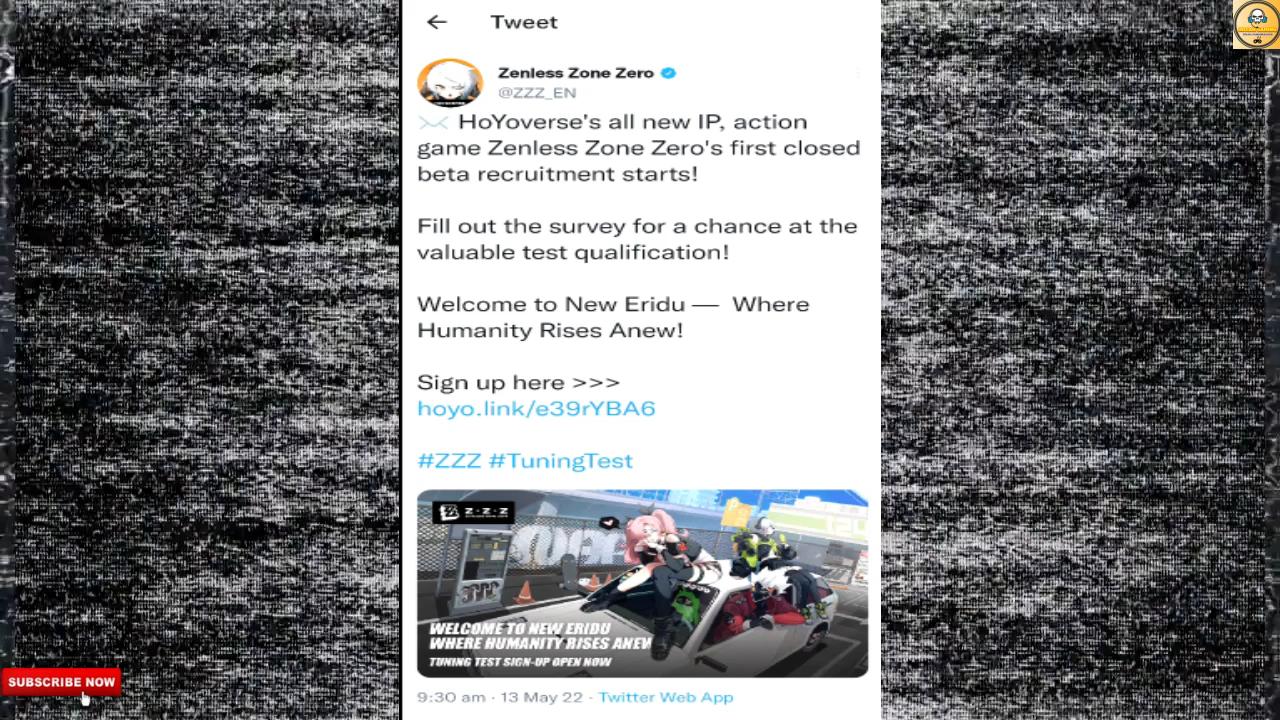 Tweet
Zenless Zone Zero
@ZZZ_EN
HoYoverse's all new IP, action
game Zenless Zone Zero's first closed
beta recruitment starts!
Fill out the survey for a chance at the
valuable test qualification!
Welcome to New Eridu — Where
Humanity Rises Anew!
Sign up here >>>
hoyo.link/e39rYBA6
#ZZZ #TuningTest
Z·Z·Z
WELCOME TO NEW ERIDU
WHERE HUMANITY RISES ANEW
TUNING TEST SIGN-UP OPEN NOW
9:30 am · 13 May 22 · Twitter Web App
SUBSCRIBE NOW